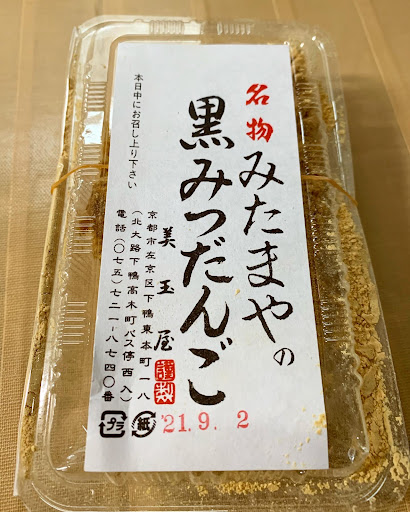 名物 みたまやの
黒みつだんご
本日中にお召し上り下さい
美玉屋 謹製
京都市左京区下鴨東本町一八
(北大路下鴨高木町バス停西入)
電話(〇七五)七二一-八七四〇番
プラ 紙 '21.9. 2